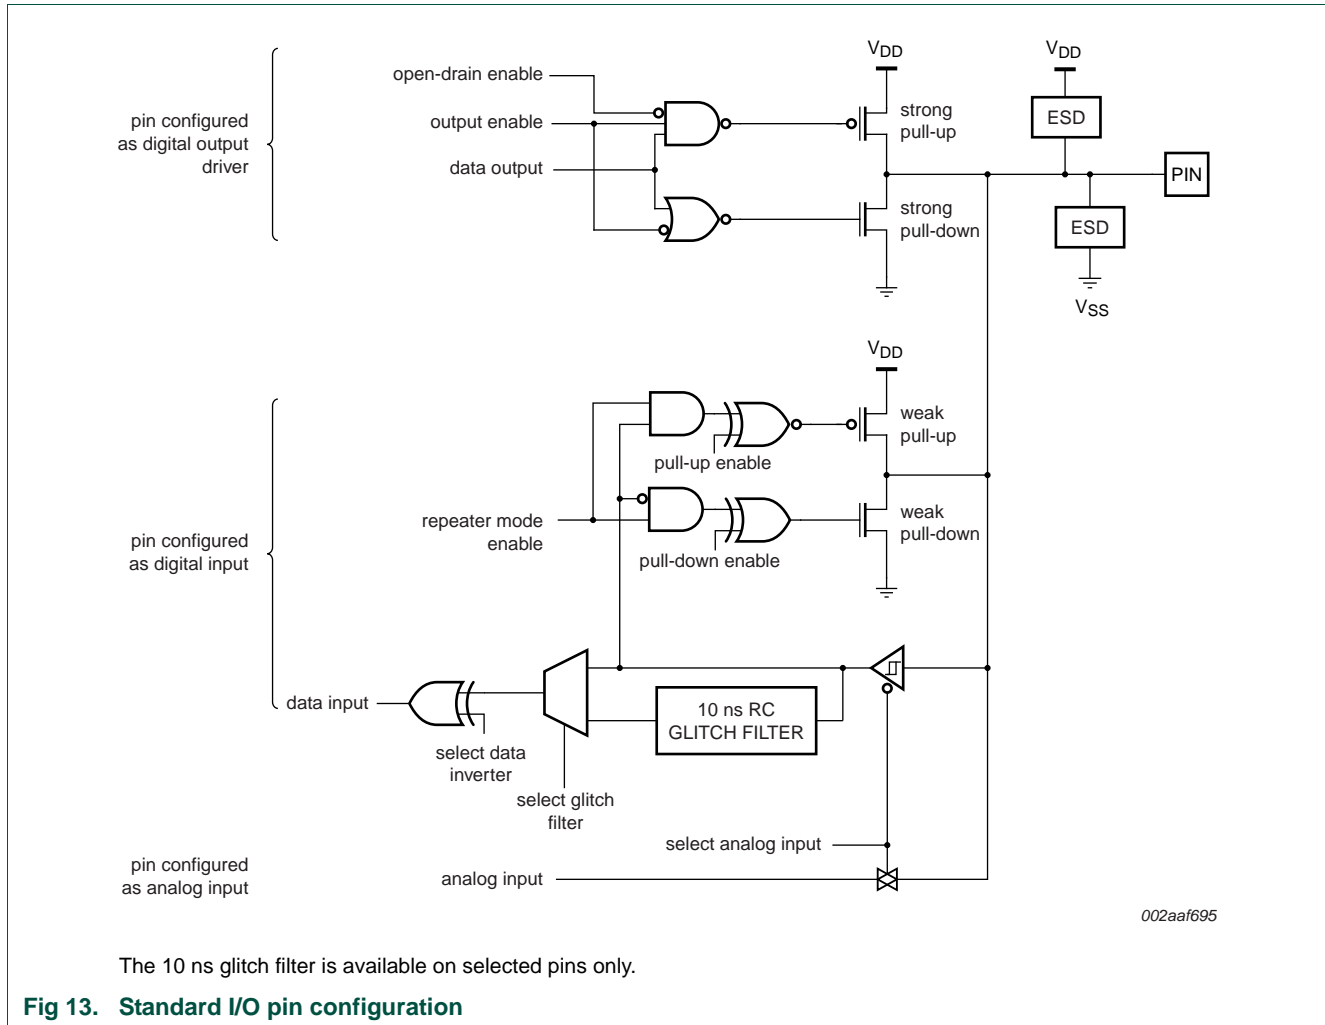 VDD
VDD
open-drain enable
strong
pull-up
ESD
pin configured
as digital output
driver
output enable
data output
PIN
strong
pull-down
ESD
VSS
VDD
weak
pull-up
pull-up enable
repeater mode
enable
weak
pull-down
pin configured
as digital input
pull-down enable
data input
10 ns RC
GLITCH FILTER
select data
inverter
select glitch
filter
select analog input
pin configured
as analog input
analog input
002aaf695
The 10 ns glitch filter is available on selected pins only.
Fig 13. Standard I/O pin configuration